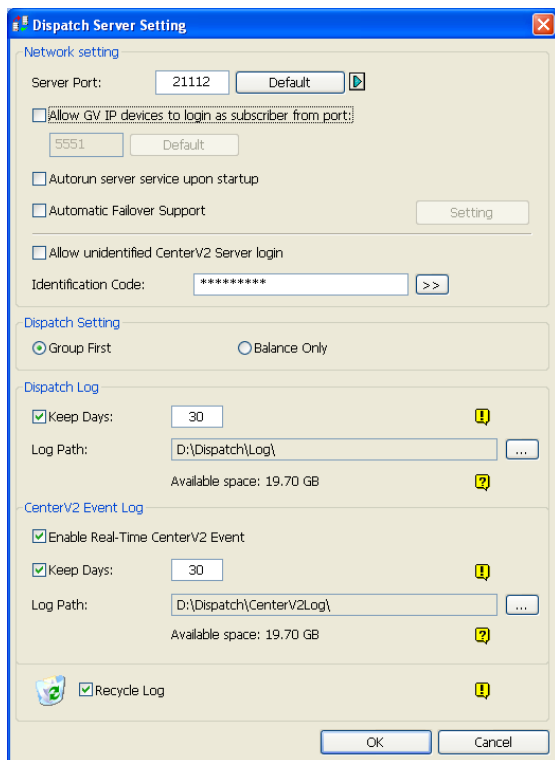 Dispatch Server Setting
Network setting
Server Port: 21112 Default
Allow GV IP devices to login as subscriber from port:
5551 Default
Autorun server service upon startup
Automatic Failover Support Setting
Allow unidentified CenterV2 Server login
Identification Code: ********* >>
Dispatch Setting
Group First Balance Only
Dispatch Log
Keep Days: 30
Log Path: D:\Dispatch\Log\ ...
Available space: 19.70 GB
CenterV2 Event Log
Enable Real-Time CenterV2 Event
Keep Days: 30
Log Path: D:\Dispatch\CenterV2Log\ ...
Available space: 19.70 GB
Recycle Log
OK Cancel